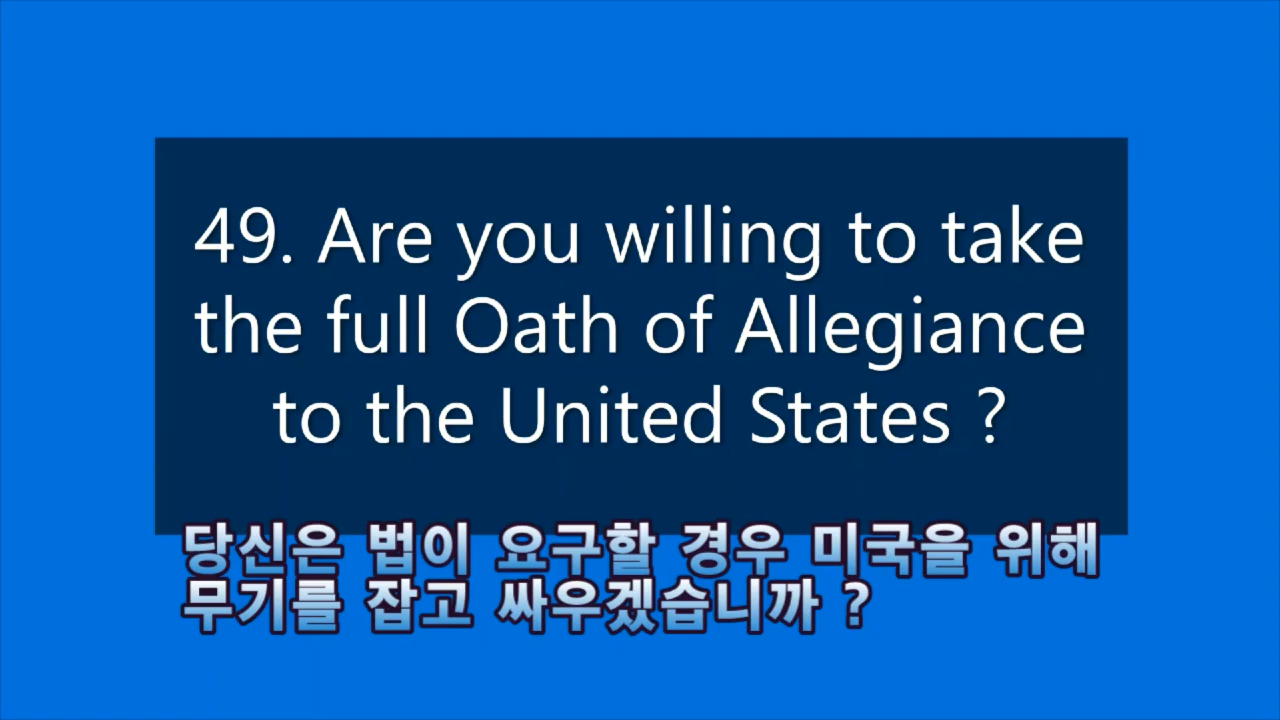 49. Are you willing to take
the full Oath of Allegiance
to the United States ?
당신은 법이 요구할 경우 미국을 위해
무기를 잡고 싸우겠습니까 ?